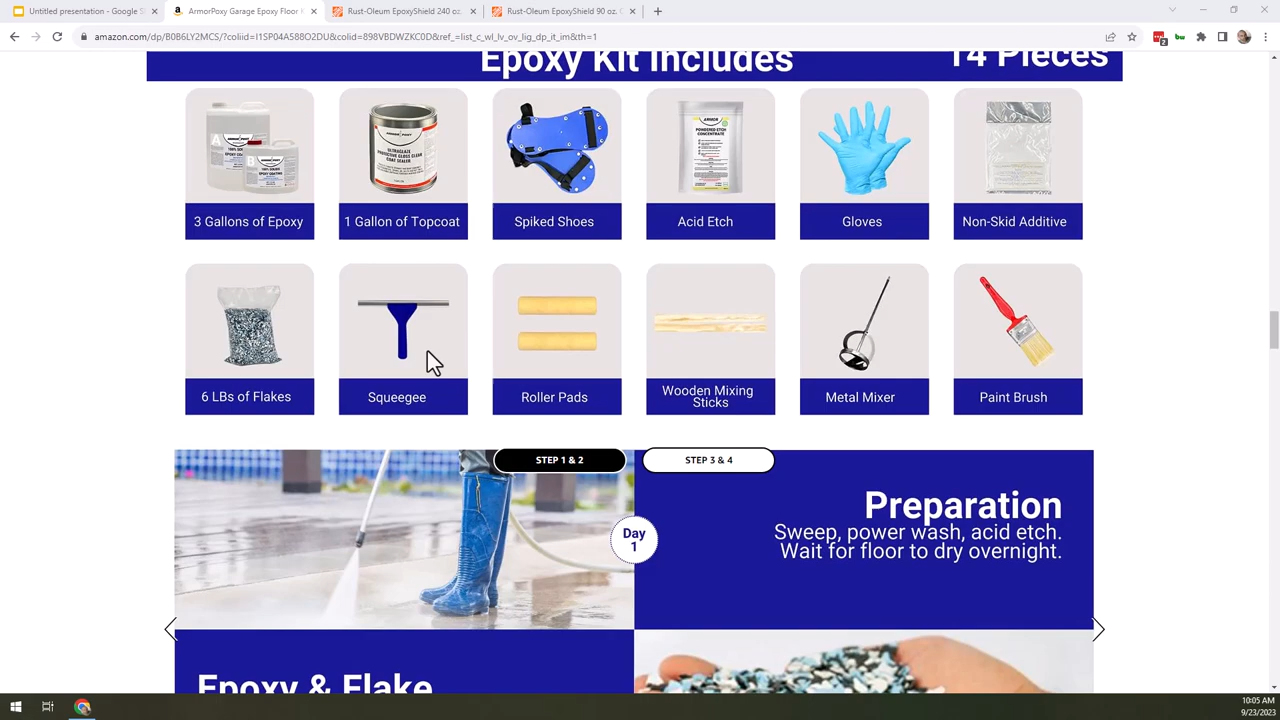 Untitled presentation - Google S
ArmorPoxy Garage Epoxy Floor K
Rust-Oleum EpoxyShield 240 oz.
Rust-Oleum EpoxyShield 90 oz. C
amazon.com/dp/B0B6LY2MCS/?coliid=I1SP04AS88O2DU&colid=898VBDWZKC0D&ref_=list_c_wl_lv_ov_lig_dp_it_im&th=1
Epoxy Kit Includes
14 Pieces
3 Gallons of Epoxy
1 Gallon of Topcoat
Spiked Shoes
Acid Etch
Gloves
Non-Skid Additive
6 LBs of Flakes
Squeegee
Roller Pads
Wooden Mixing
Sticks
Metal Mixer
Paint Brush
STEP 1 & 2
STEP 3 & 4
Day
1
Preparation
Sweep, power wash, acid etch.
Wait for floor to dry overnight.
Epoxy & Flake
10:05 AM
9/23/2023